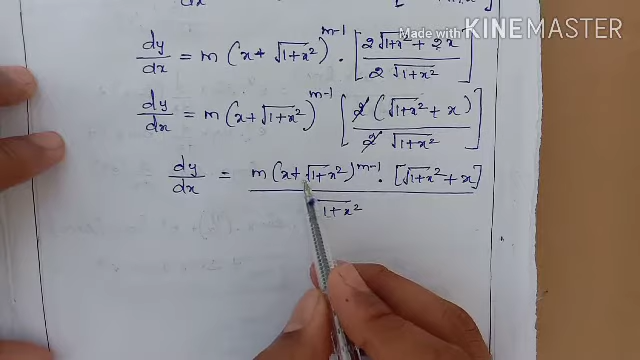 Made with KINEMASTER
dy/dx = m (x + √1+x²)^m-1 · [2√1+x² + 2x / 2√1+x²]
dy/dx = m (x + √1+x²)^m-1 [2(√1+x² + x) / 2√1+x²]
dy/dx = m(x+√1+x²)^m-1 · [√1+x² + x] / √1+x²